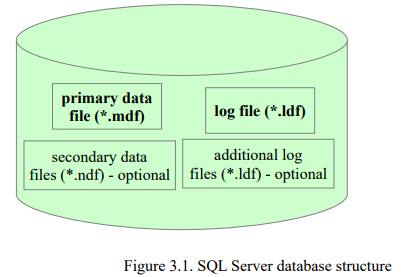 primary data
file (*.mdf)
log file (*.ldf)
secondary data
files (*.ndf) - optional
additional log
files (*.ldf) - optional
Figure 3.1. SQL Server database structure